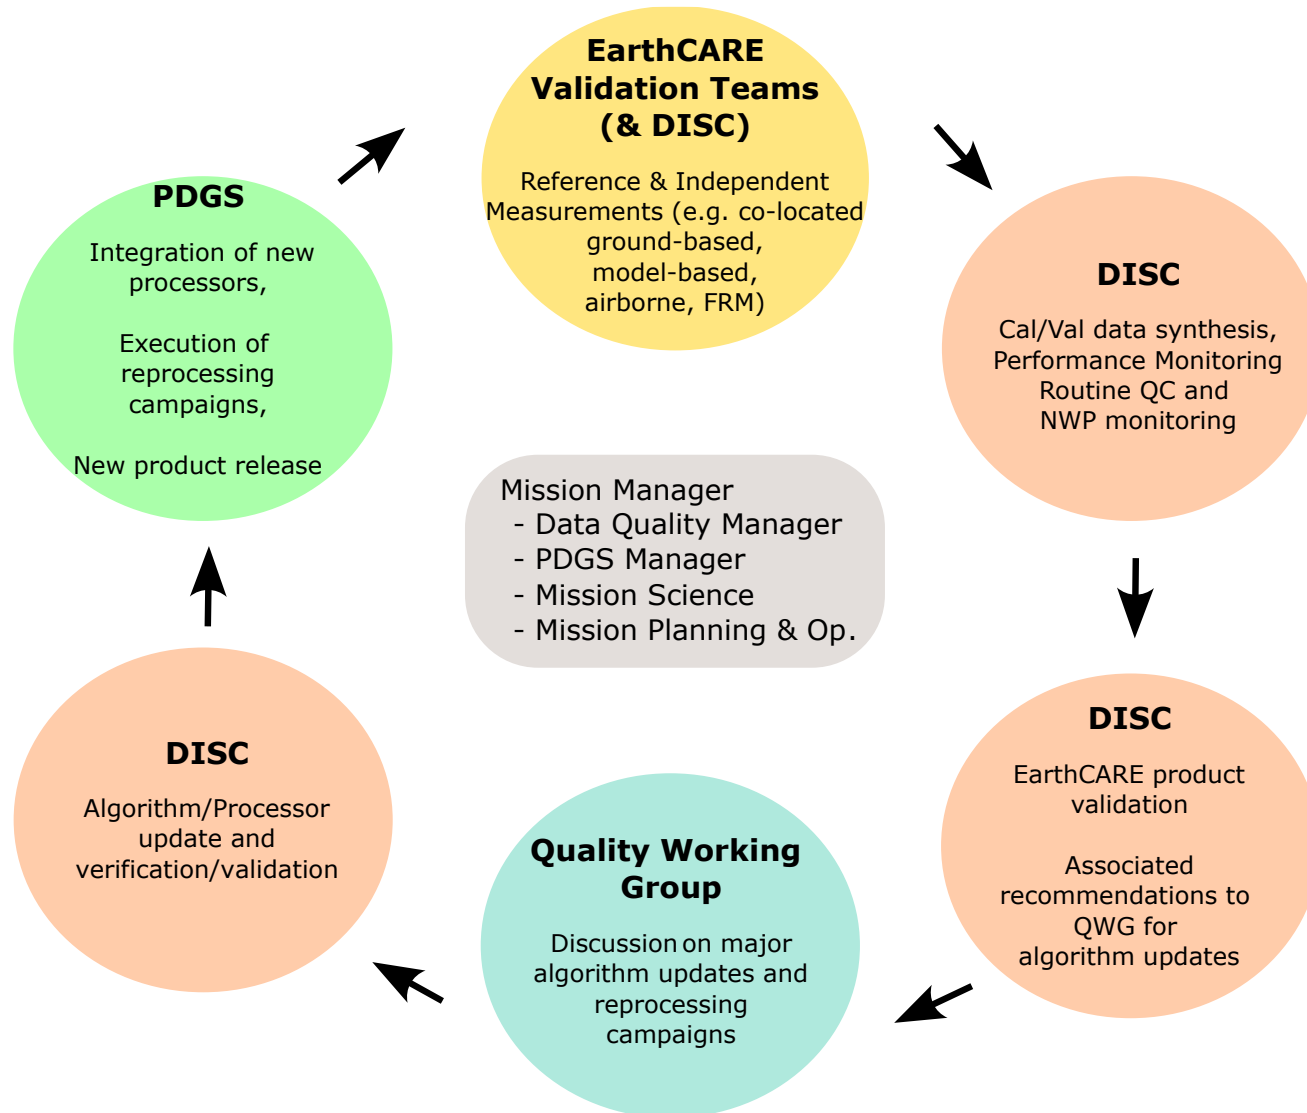 EarthCARE
Validation Teams
(& DISC)
Reference & Independent
Measurements (e.g. co-located
ground-based,
model-based,
airborne, FRM)
DISC
Cal/Val data synthesis,
Performance Monitoring
Routine QC and
NWP monitoring
DISC
EarthCARE product
validation
Associated
recommendations to
QWG for
algorithm updates
Quality Working
Group
Discussion on major
algorithm updates and
reprocessing
campaigns
DISC
Algorithm/Processor
update and
verification/validation
PDGS
Integration of new
processors,
Execution of
reprocessing
campaigns,
New product release
Mission Manager
- Data Quality Manager
- PDGS Manager
- Mission Science
- Mission Planning & Op.